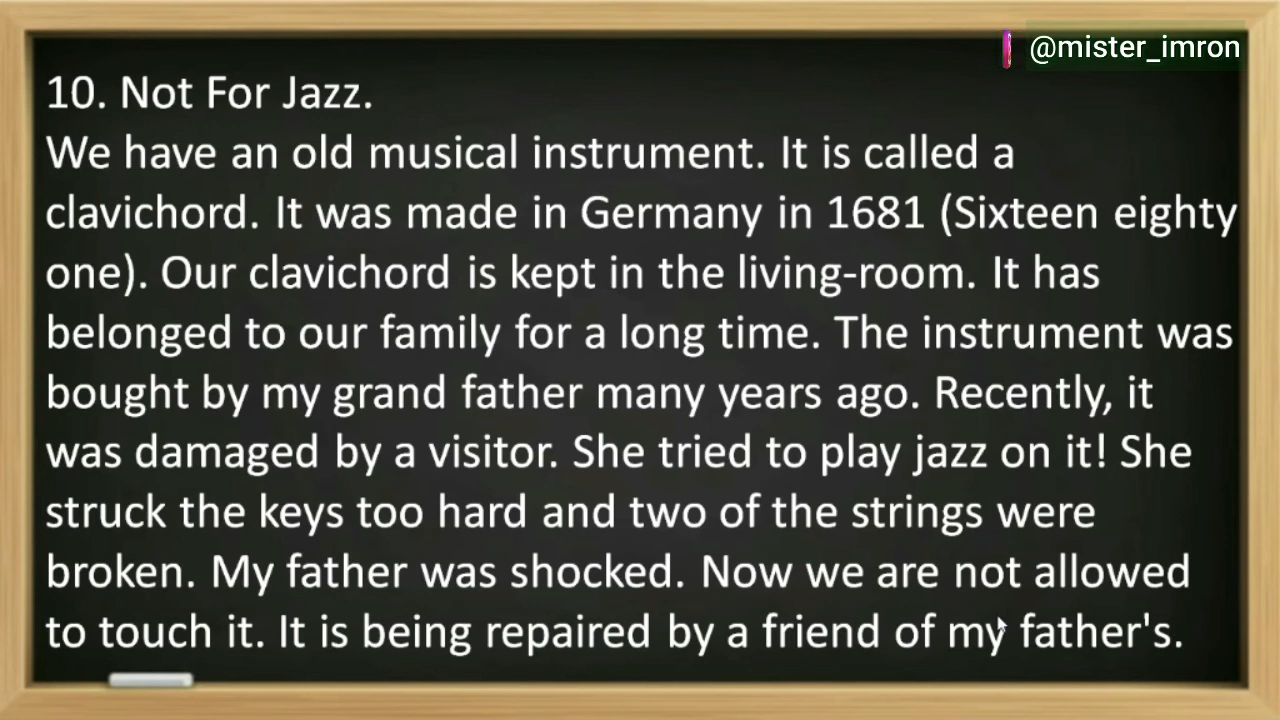 @mister_imron
10. Not For Jazz.
We have an old musical instrument. It is called a
clavichord. It was made in Germany in 1681 (Sixteen eighty
one). Our clavichord is kept in the living-room. It has
belonged to our family for a long time. The instrument was
bought by my grand father many years ago. Recently, it
was damaged by a visitor. She tried to play jazz on it! She
struck the keys too hard and two of the strings were
broken. My father was shocked. Now we are not allowed
to touch it. It is being repaired by a friend of my father's.